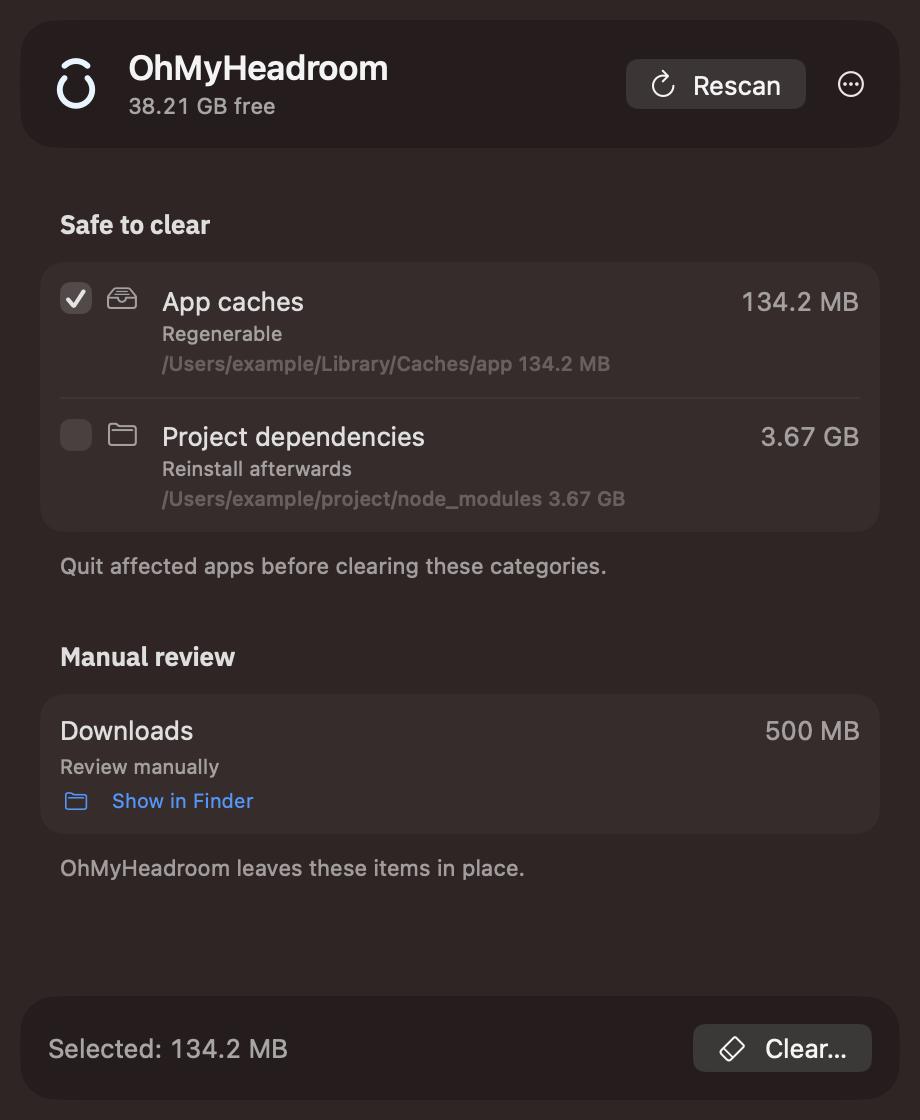 OhMyHeadroom
38.21 GB free
Rescan
Safe to clear
App caches
134.2 MB
Regenerable
/Users/example/Library/Caches/app 134.2 MB
Project dependencies
3.67 GB
Reinstall afterwards
/Users/example/project/node_modules 3.67 GB
Quit affected apps before clearing these categories.
Manual review
Downloads
500 MB
Review manually
Show in Finder
OhMyHeadroom leaves these items in place.
Selected: 134.2 MB
Clear...